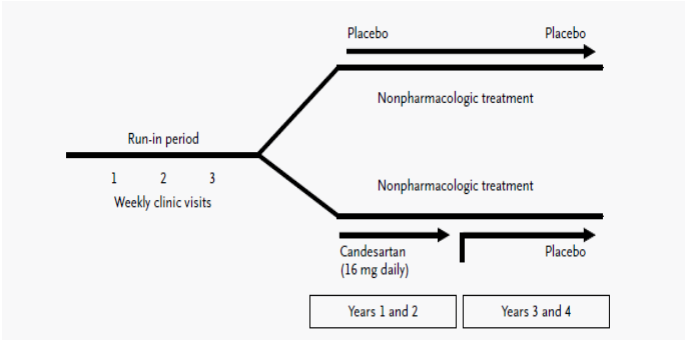 Placebo Placebo
Nonpharmacologic treatment
Run-in period
1 2 3
Weekly clinic visits
Nonpharmacologic treatment
Candesartan
(16 mg daily)
Placebo
Years 1 and 2 Years 3 and 4